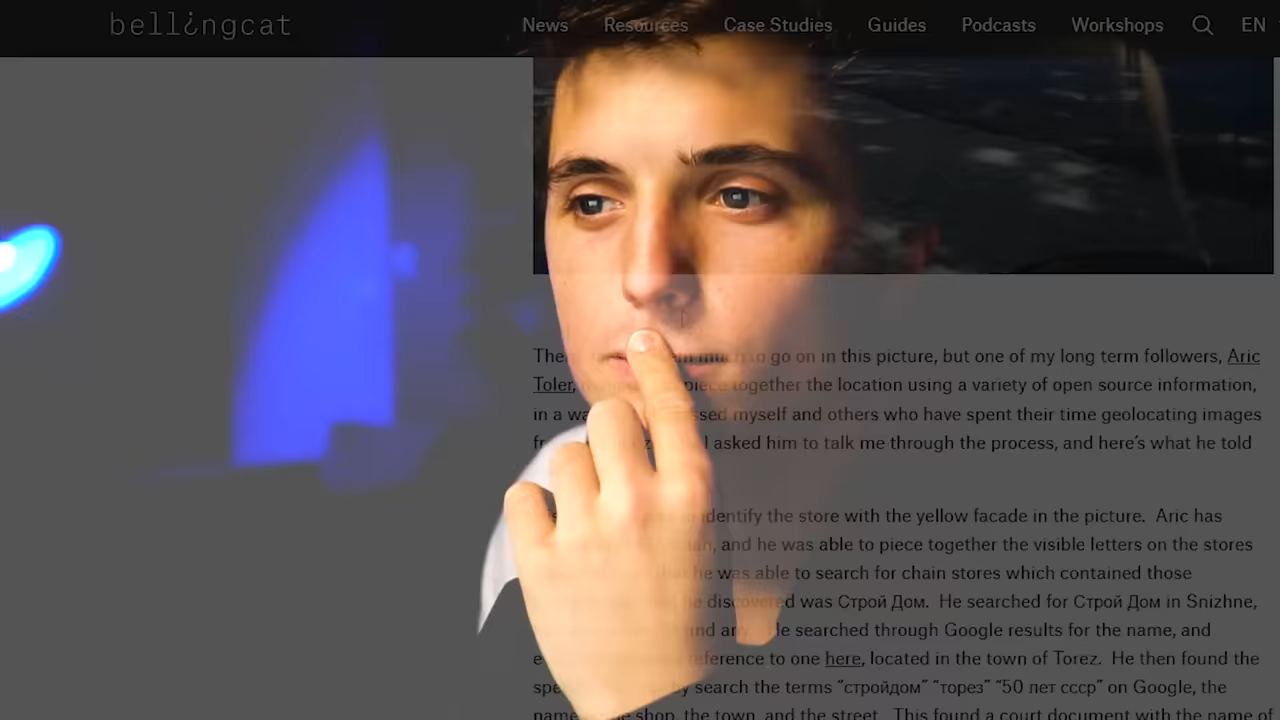 bellingcat
News Resources Case Studies Guides Podcasts Workshops EN
to go on in this picture, but one of my long term followers, Aric
Toler, piece together the location using a variety of open source information,
in a myself and others who have spent their time geolocating images
I asked him to talk me through the process, and here's what he told
identify the store with the yellow facade in the picture. Aric has
and he was able to piece together the visible letters on the stores
he was able to search for chain stores which contained those
he discovered was Строй Дом. He searched for Строй Дом in Snizhne,
searched through Google results for the name, and
reference to one here, located in the town of Torez. He then found the
search the terms "стройдом" "торез" "50 лет ссср" on Google, the
shop, the town, and the street. This found a court document with the name of